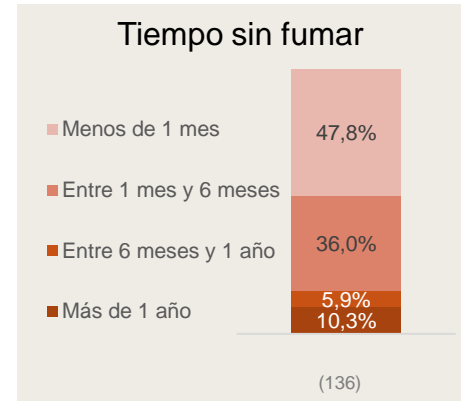 Tiempo sin fumar
Menos de 1 mes
47,8%
Entre 1 mes y 6 meses
36,0%
Entre 6 meses y 1 año
5,9%
Más de 1 año
10,3%
(136)